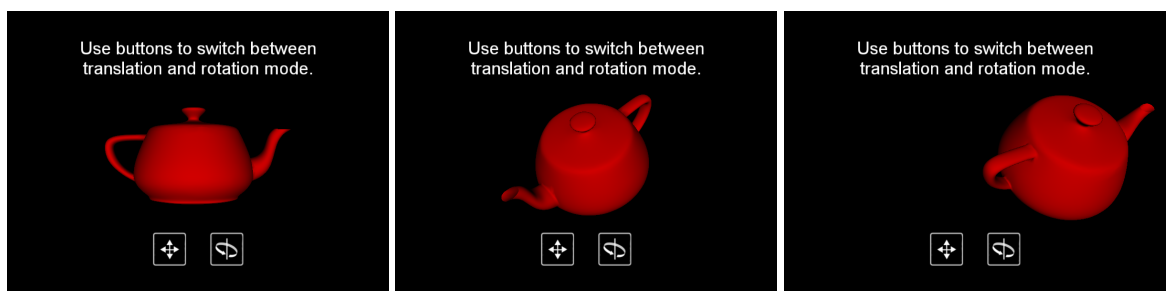 Use buttons to switch between
translation and rotation mode.
Use buttons to switch between
translation and rotation mode.
Use buttons to switch between
translation and rotation mode.